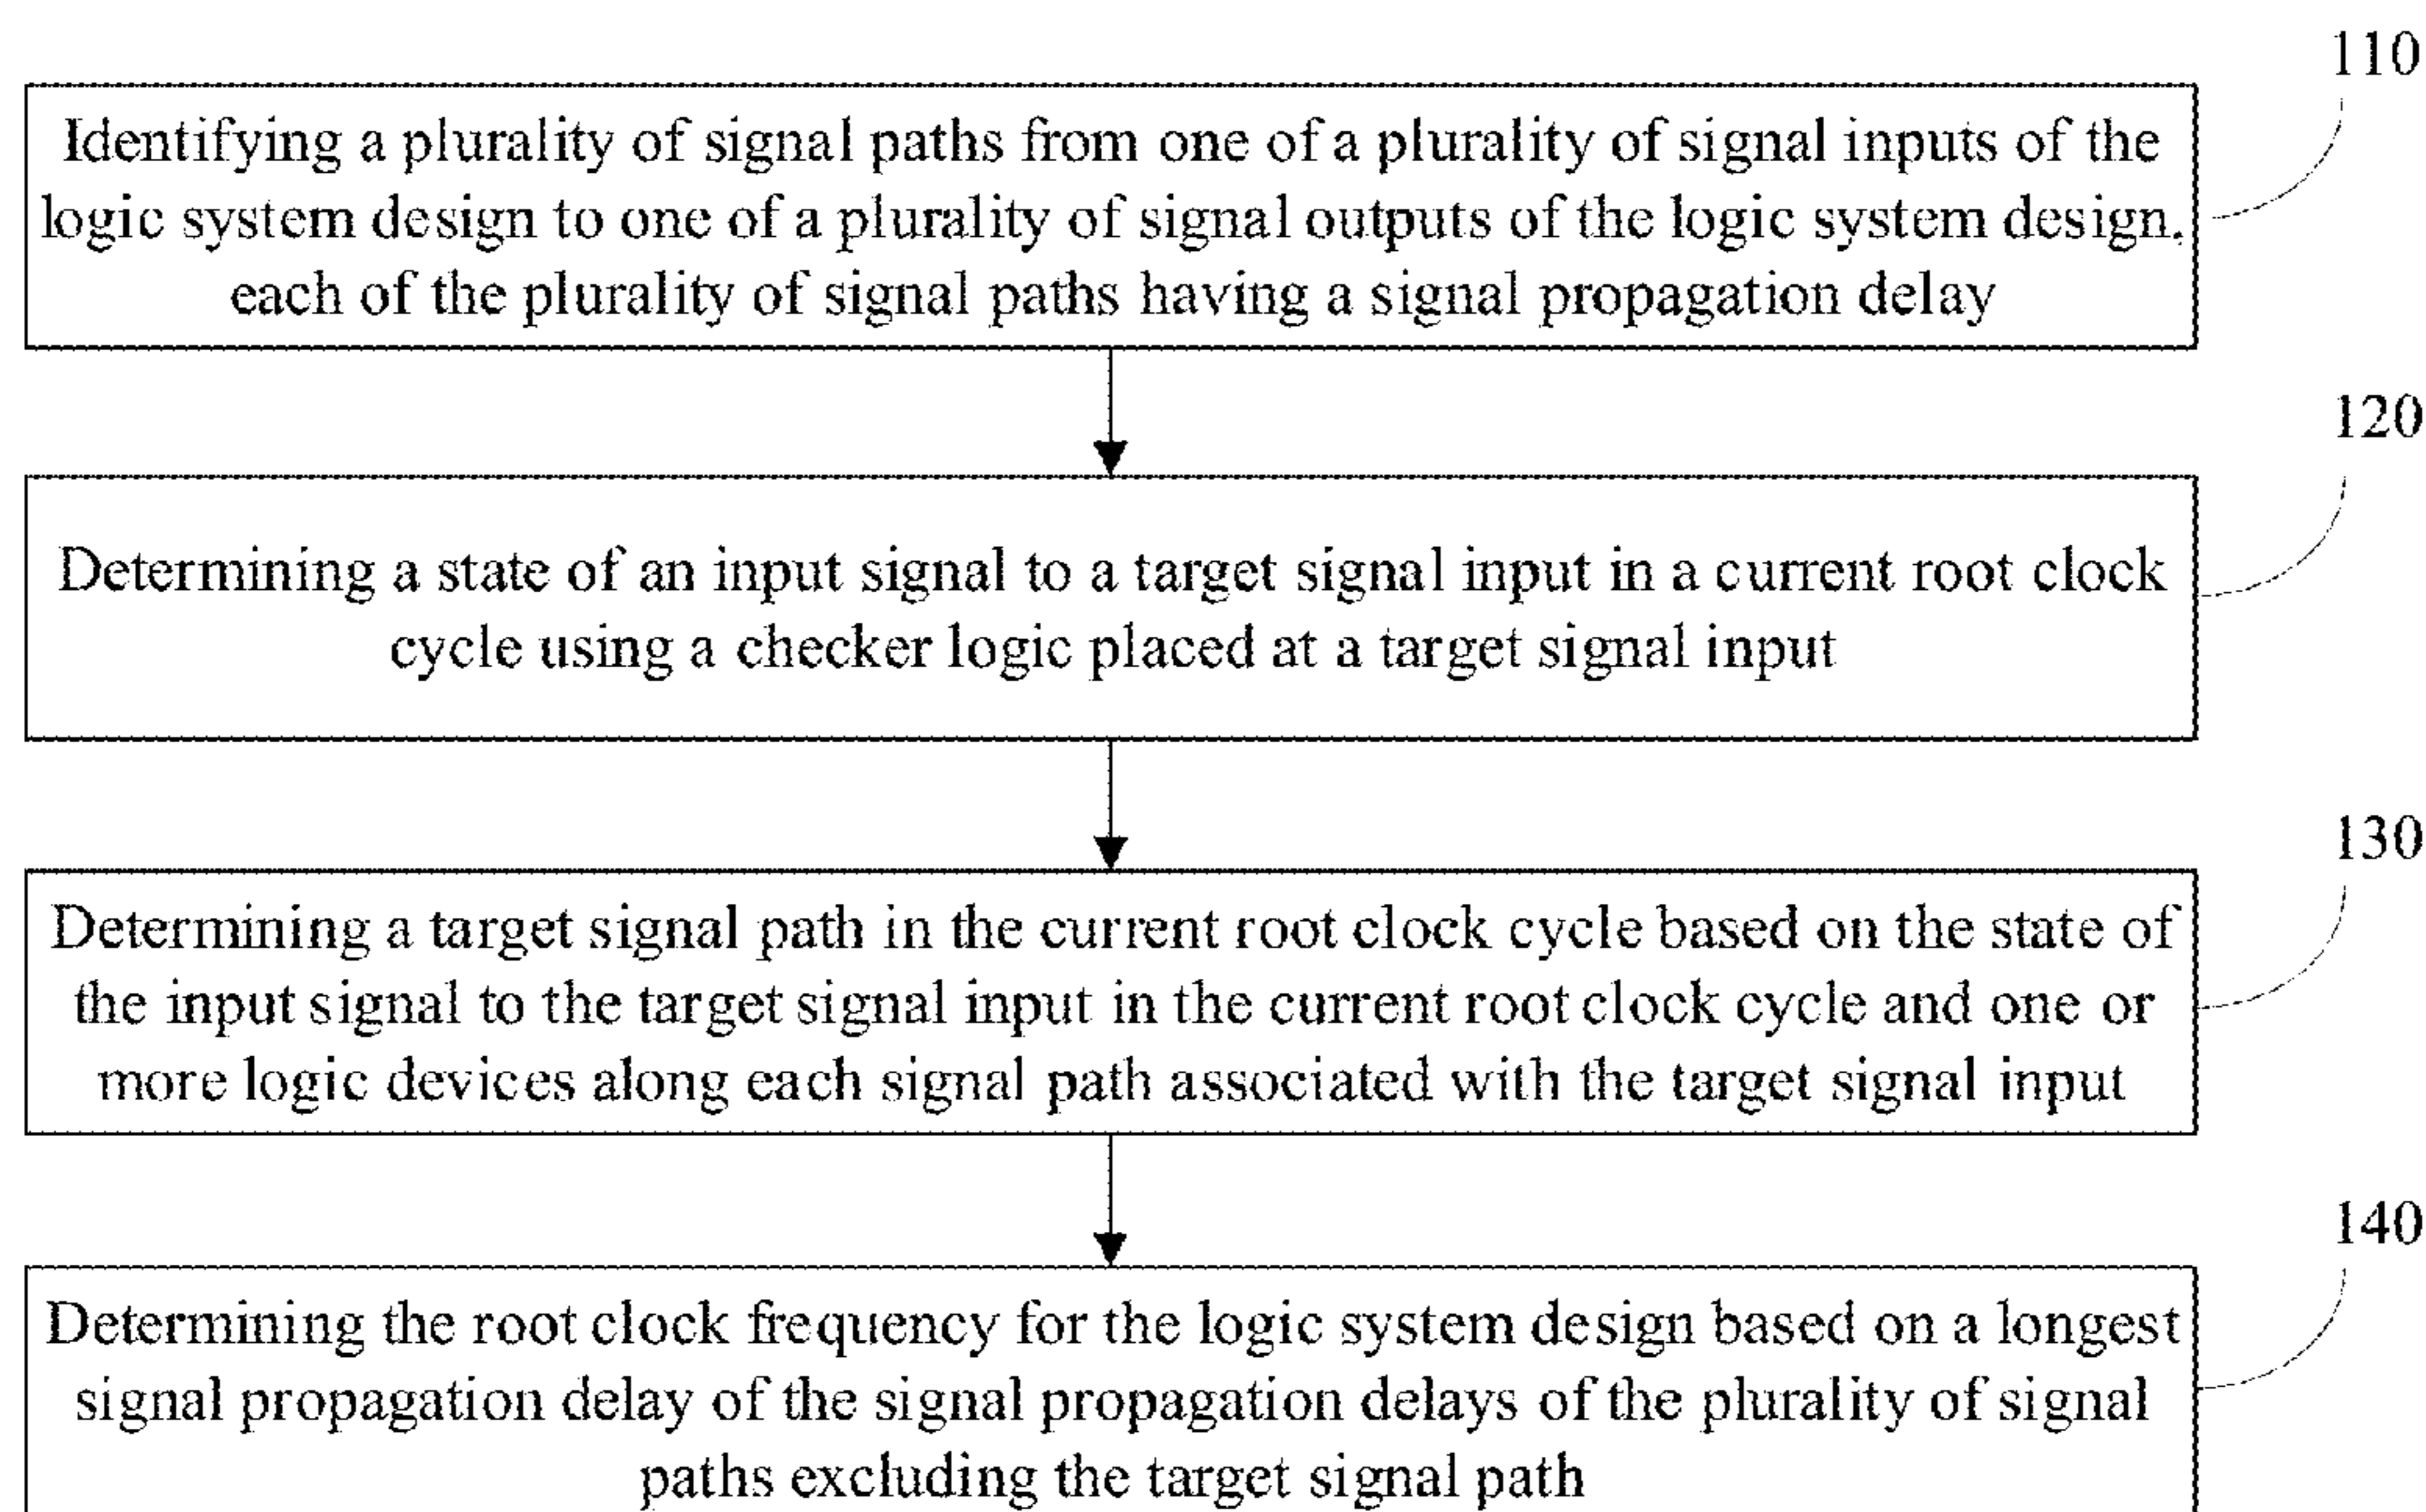 110
Identifying a plurality of signal paths from one of a plurality of signal inputs of the
logic system design to one of a plurality of signal outputs of the logic system design,
each of the plurality of signal paths having a signal propagation delay
120
Determining a state of an input signal to a target signal input in a current root clock
cycle using a checker logic placed at a target signal input
130
Determining a target signal path in the current root clock cycle based on the state of
the input signal to the target signal input in the current root clock cycle and one or
more logic devices along each signal path associated with the target signal input
140
Determining the root clock frequency for the logic system design based on a longest
signal propagation delay of the signal propagation delays of the plurality of signal
paths excluding the target signal path